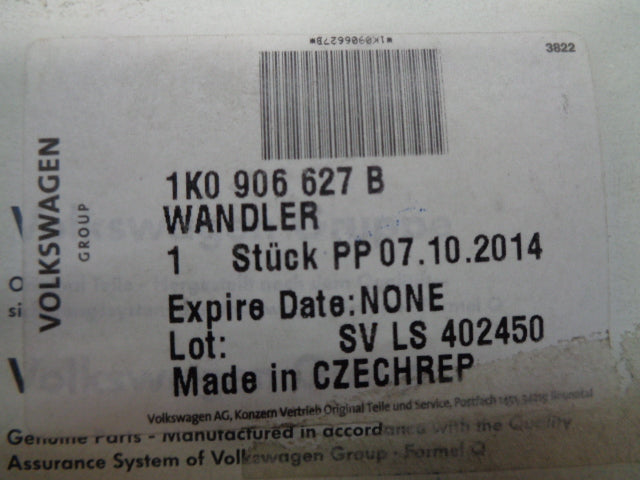 *1K0906627B*
3822
VOLKSWAGEN
GROUP
1K0 906 627 B
WANDLER
1 Stück PP 07.10.2014
Expire Date:NONE
Lot: SV LS 402450
Made in CZECHREP
Volkswagen AG, Konzern Vertrieb Original Teile und Service, Postfach
Genuine Parts - Manufactured in accordance with the Quality
Assurance System of Volkswagen Group - Formel Q